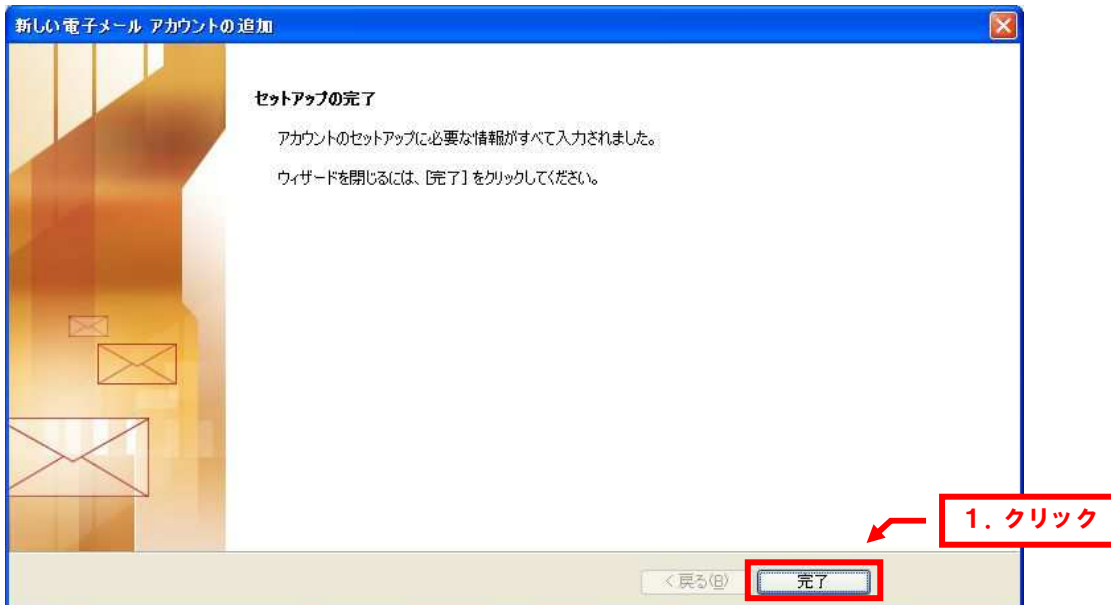 新しい電子メール アカウントの追加
セットアップの完了
アカウントのセットアップに必要な情報がすべて入力されました。
ウィザードを閉じるには、[完了] をクリックしてください。
1. クリック
< 戻る(B)
完了